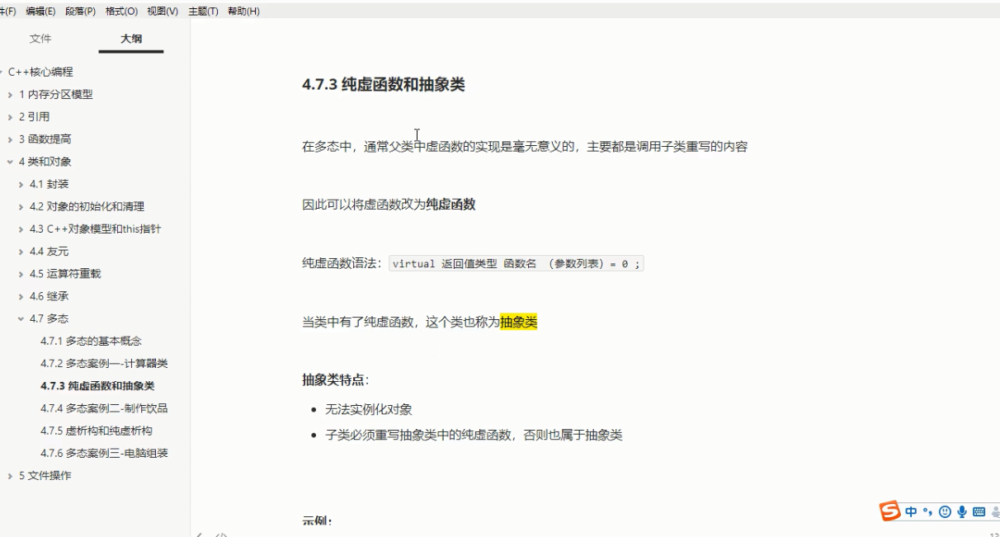 件(F) 编辑(E) 段落(P) 格式(O) 视图(V) 主题(T) 帮助(H)
文件 大纲
C++核心编程
1 内存分区模型
2 引用
3 函数提高
4 类和对象
4.1 封装
4.2 对象的初始化和清理
4.3 C++对象模型和this指针
4.4 友元
4.5 运算符重载
4.6 继承
4.7 多态
4.7.1 多态的基本概念
4.7.2 多态案例一-计算器类
4.7.3 纯虚函数和抽象类
4.7.4 多态案例二-制作饮品
4.7.5 虚析构和纯虚析构
4.7.6 多态案例三-电脑组装
5 文件操作
4.7.3 纯虚函数和抽象类
在多态中，通常父类中虚函数的实现是毫无意义的，主要都是调用子类重写的内容
因此可以将虚函数改为纯虚函数
纯虚函数语法：virtual 返回值类型 函数名 （参数列表）= 0 ;
当类中有了纯虚函数，这个类也称为抽象类
抽象类特点：
无法实例化对象
子类必须重写抽象类中的纯虚函数，否则也属于抽象类
示例：
中